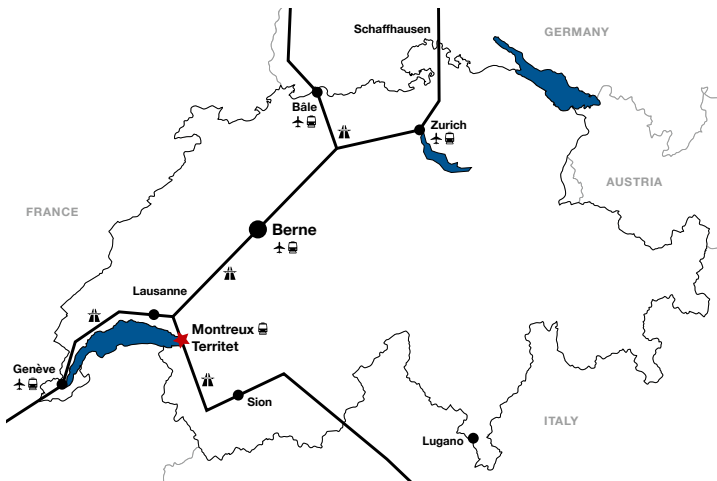 Schaffhausen
GERMANY
Bâle
Zurich
AUSTRIA
FRANCE
Berne
Lausanne
Montreux
Territet
Genève
Sion
ITALY
Lugano